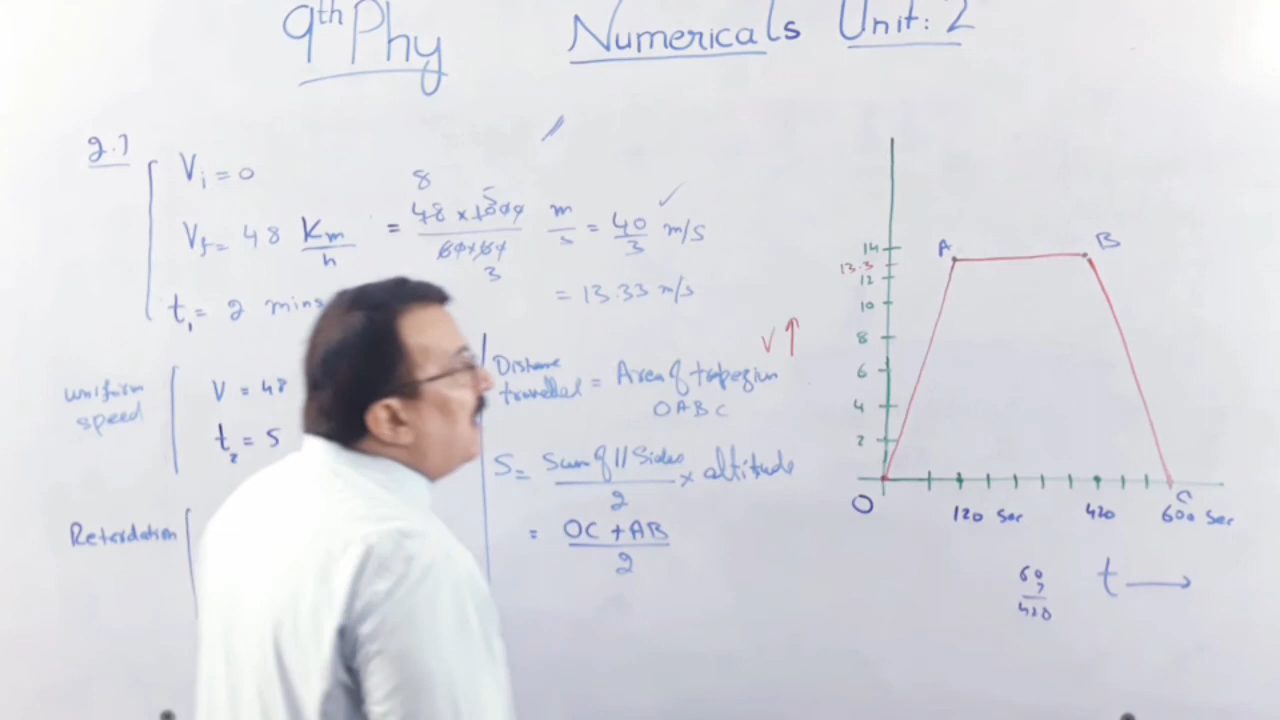 9th Phy Numericals Unit: 2
2.7
Vi = 0
Vf = 48 Km/h = 48 x 1000 / 60x60 m/s = 40/3 m/s
8
5
3
t1 = 2 mins
= 13.33 m/s
uniform speed
V = 48
t2 = 5
Retardation
Distance travelled = Area of trapezium
OABC
S = Sum of 11 Sides / 2 x altitude
= OC + AB / 2
V ↑
14
13.3
12
10
8
6
4
2
A
B
O
C
120 sec
420
600 sec
60
7
420
t →